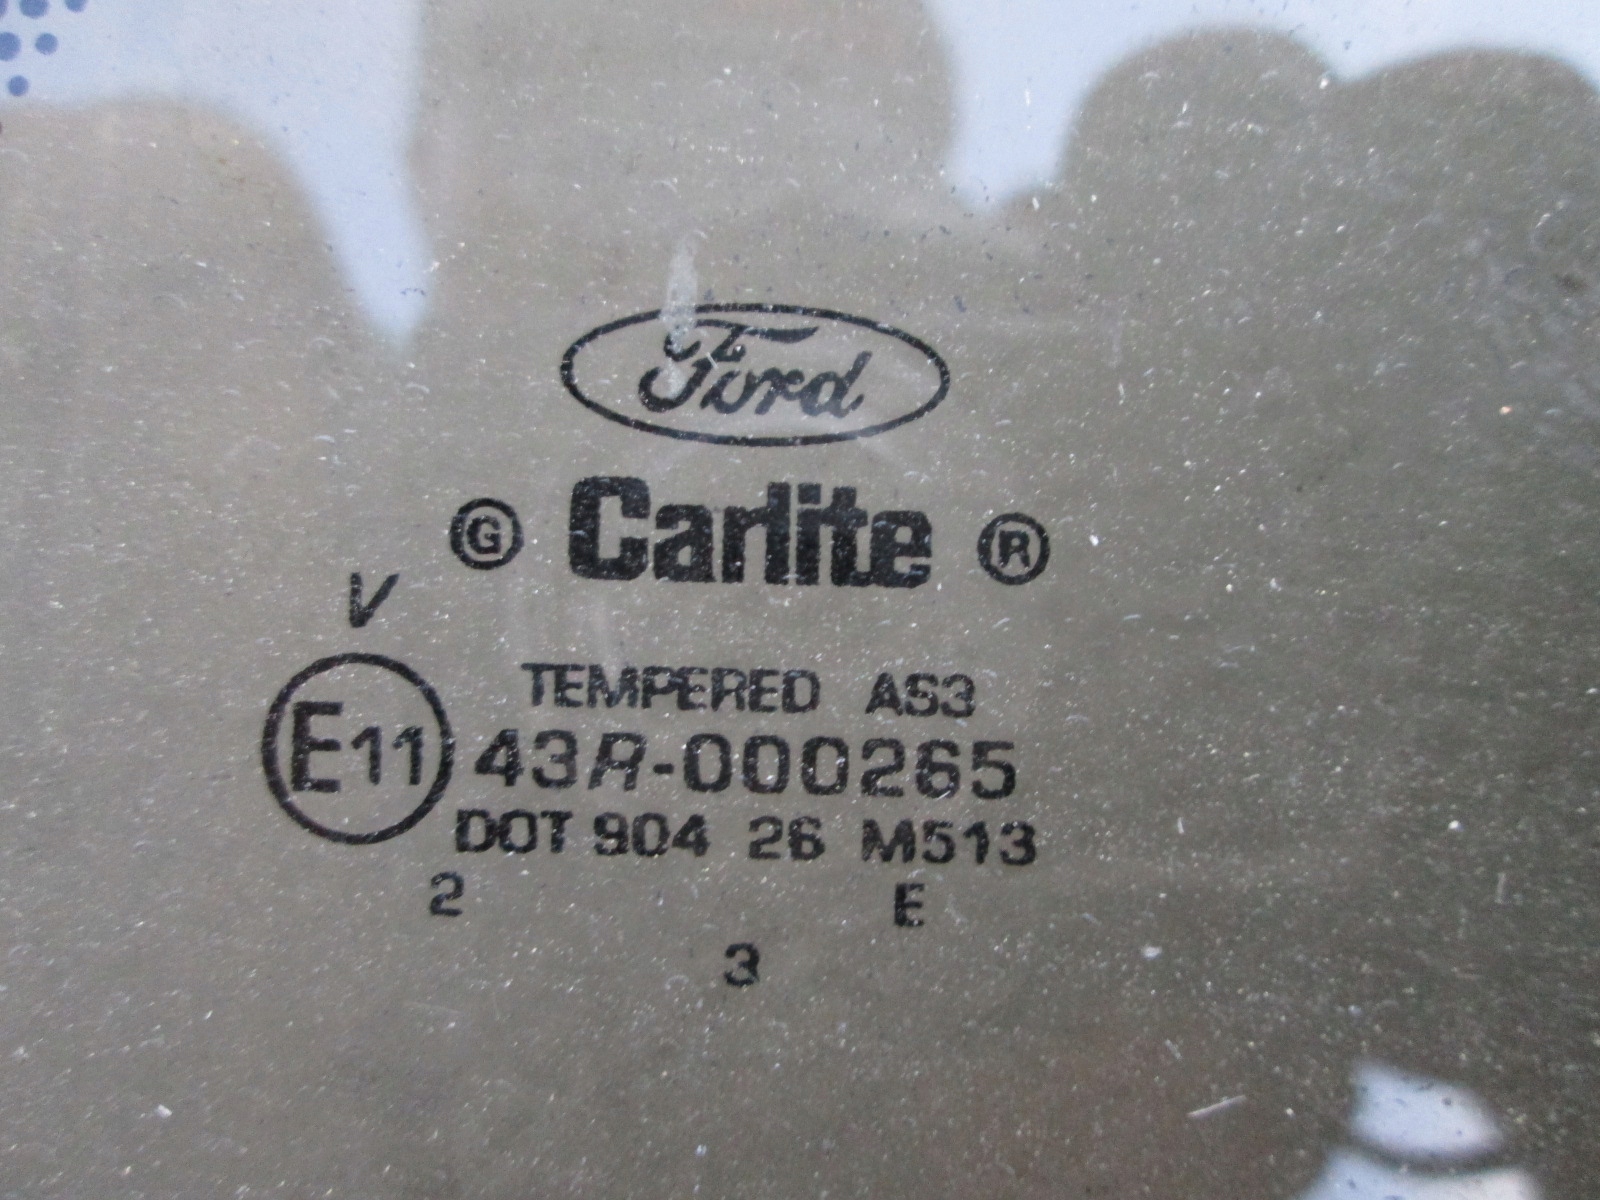 Ford
G Carlite ®
V
TEMPERED AS3
E11 43R-000265
DOT 904 26 M513
2 E
3